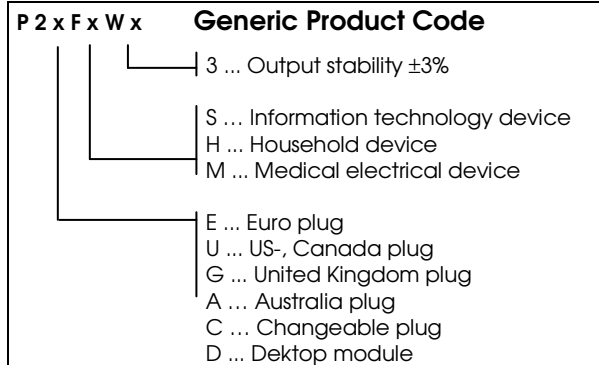 P 2 x F x W x Generic Product Code
3 ... Output stability ±3%
S ... Information technology device
H ... Household device
M ... Medical electrical device
E ... Euro plug
U ... US-, Canada plug
G ... United Kingdom plug
A ... Australia plug
C ... Changeable plug
D ... Dektop module